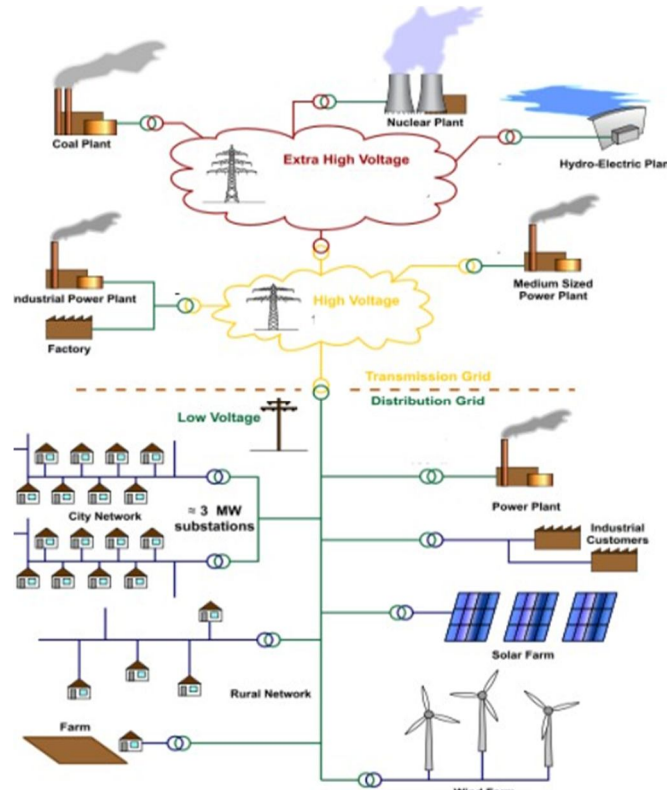 Coal Plant
Nuclear Plant
Extra High Voltage
Hydro-Electric Plan
ndustrial Power Plant
High Voltage
Medium Sized
Power Plant
Factory
Transmission Grid
Distribution Grid
Low Voltage
City Network
≈ 3 MW
substations
Power Plant
Industrial
Customers
Solar Farm
Rural Network
Farm
Wind Farm